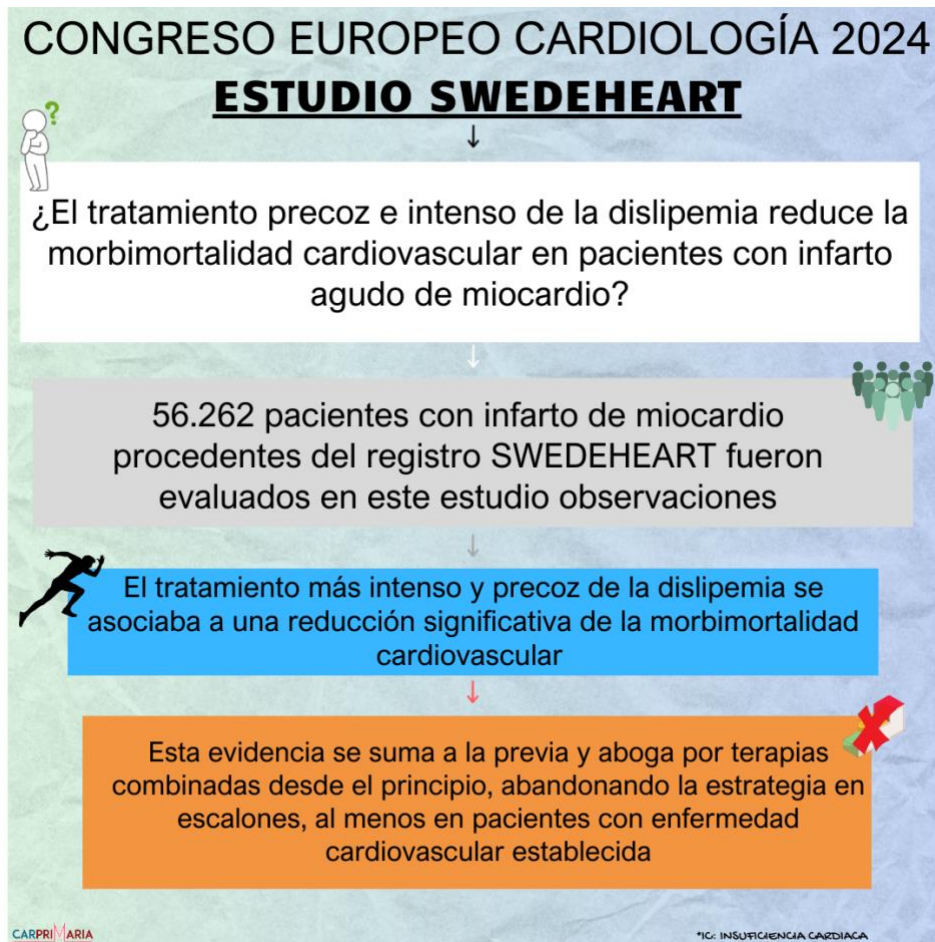 CONGRESO EUROPEO CARDIOLOGÍA 2024
ESTUDIO SWEDEHEART
?
¿El tratamiento precoz e intenso de la dislipemia reduce la
morbimortalidad cardiovascular en pacientes con infarto
agudo de miocardio?
56.262 pacientes con infarto de miocardio
procedentes del registro SWEDEHEART fueron
evaluados en este estudio observaciones
El tratamiento más intenso y precoz de la dislipemia se
asociaba a una reducción significativa de la morbimortalidad
cardiovascular
Esta evidencia se suma a la previa y aboga por terapias
combinadas desde el principio, abandonando la estrategia en
escalones, al menos en pacientes con enfermedad
cardiovascular establecida
CARPRIMARIA
*IC: INSUFICIENCIA CARDIACA